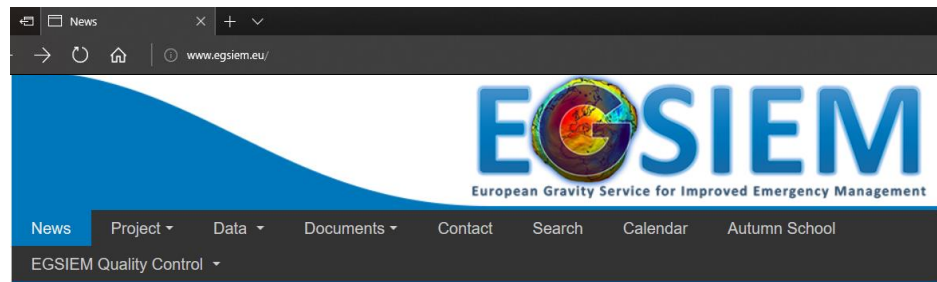 News
www.egsiem.eu/
EGSIEM
European Gravity Service for Improved Emergency Management
News Project Data Documents Contact Search Calendar Autumn School
EGSIEM Quality Control